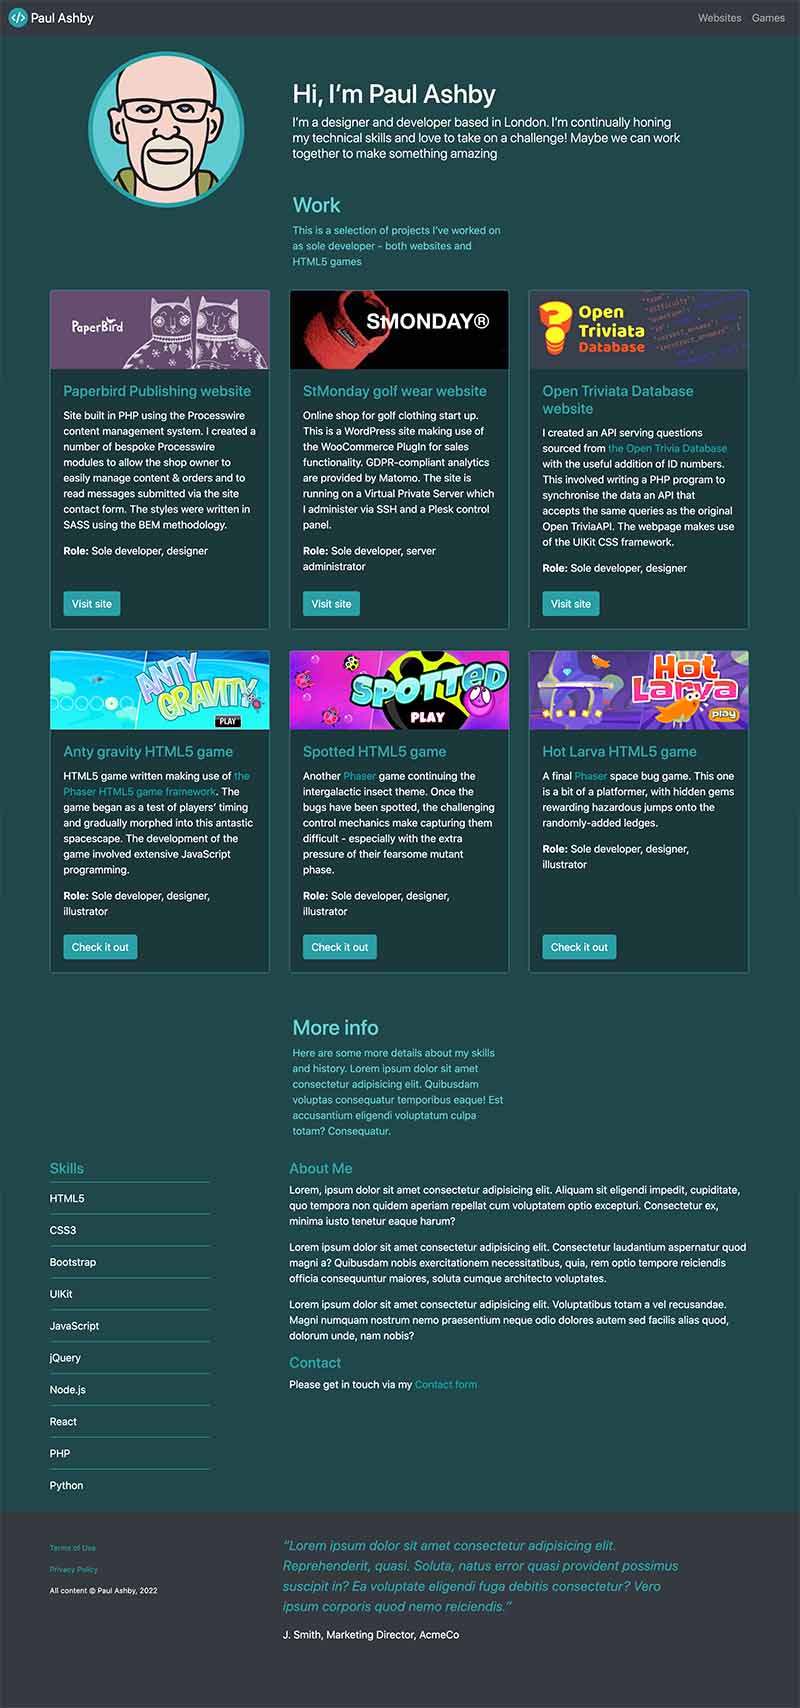 Paul Ashby
Websites Games
Hi, I’m Paul Ashby
I’m a designer and developer based in London. I’m continually honing
my technical skills and love to take on a challenge! Maybe we can work
together to make something amazing
Work
This is a selection of projects I’ve worked on
as sole developer - both websites and
HTML5 games
PaperBird
Paperbird Publishing website
Site built in PHP using the Processwire
content management system. I created a
number of bespoke Processwire
modules to allow the shop owner to
easily manage content & orders and to
read messages submitted via the site
contact form. The styles were written in
SASS using the BEM methodology.
Role: Sole developer, designer
Visit site
StMONDAY®
StMonday golf wear website
Online shop for golf clothing start up.
This is a WordPress site making use of
the WooCommerce PlugIn for sales
functionality. GDPR-compliant analytics
are provided by Matomo. The site is
running on a Virtual Private Server which
I administer via SSH and a Plesk control
panel.
Role: Sole developer, server
administrator
Visit site
Open
Triviata
Database
Open Triviata Database
website
I created an API serving questions
sourced from the Open Trivia Database
with the useful addition of ID numbers.
This involved writing a PHP program to
synchronise the data an API that
accepts the same queries as the original
Open TriviaAPI. The webpage makes use
of the UIKit CSS framework.
Role: Sole developer, designer
Visit site
ANTY
GRAVITY
PLAY
Anty gravity HTML5 game
HTML5 game written making use of the
Phaser HTML5 game framework. The
game began as a test of players’ timing
and gradually morphed into this antastic
spacescape. The development of the
game involved extensive JavaScript
programming.
Role: Sole developer, designer,
illustrator
Check it out
SPOTTED
PLAY
Spotted HTML5 game
Another Phaser game continuing the
intergalactic insect theme. Once the
bugs have been spotted, the challenging
control mechanics make capturing them
difficult - especially with the extra
pressure of their fearsome mutant
phase.
Role: Sole developer, designer,
illustrator
Check it out
Hot
Larva
play
Hot Larva HTML5 game
A final Phaser space bug game. This one
is a bit of a platformer, with hidden gems
rewarding hazardous jumps onto the
randomly-added ledges.
Role: Sole developer, designer,
illustrator
Check it out
More info
Here are some more details about my skills
and history. Lorem ipsum dolor sit amet
consectetur adipisicing elit. Quibusdam
voluptas consequatur temporibus eaque! Est
accusantium eligendi voluptatum culpa
totam? Consequatur.
Skills
HTML5
CSS3
Bootstrap
UIKit
JavaScript
jQuery
Node.js
React
PHP
Python
About Me
Lorem, ipsum dolor sit amet consectetur adipisicing elit. Aliquam sit eligendi impedit, cupiditate,
quo tempora non quidem aperiam repellat cum voluptatem optio excepturi. Consectetur ex,
minima iusto tenetur eaque harum?
Lorem ipsum dolor sit amet consectetur adipisicing elit. Consectetur laudantium aspernatur quod
magni a? Quibusdam nobis exercitationem necessitatibus, quia, rem optio tempore reiciendis
officia consequuntur maiores, soluta cumque architecto voluptates.
Lorem ipsum dolor sit amet consectetur adipisicing elit. Voluptatibus totam a vel recusandae.
Magni numquam nostrum nemo praesentium neque odio dolores autem sed facilis alias quod,
dolorum unde, nam nobis?
Contact
Please get in touch via my Contact form
Terms of Use
Privacy Policy
All content © Paul Ashby, 2022
“Lorem ipsum dolor sit amet consectetur adipisicing elit.
Reprehenderit, quasi. Soluta, natus error quasi provident possimus
suscipit in? Ea voluptate eligendi fuga debitis consectetur? Vero
ipsum corporis quod nemo reiciendis.”
J. Smith, Marketing Director, AcmeCo